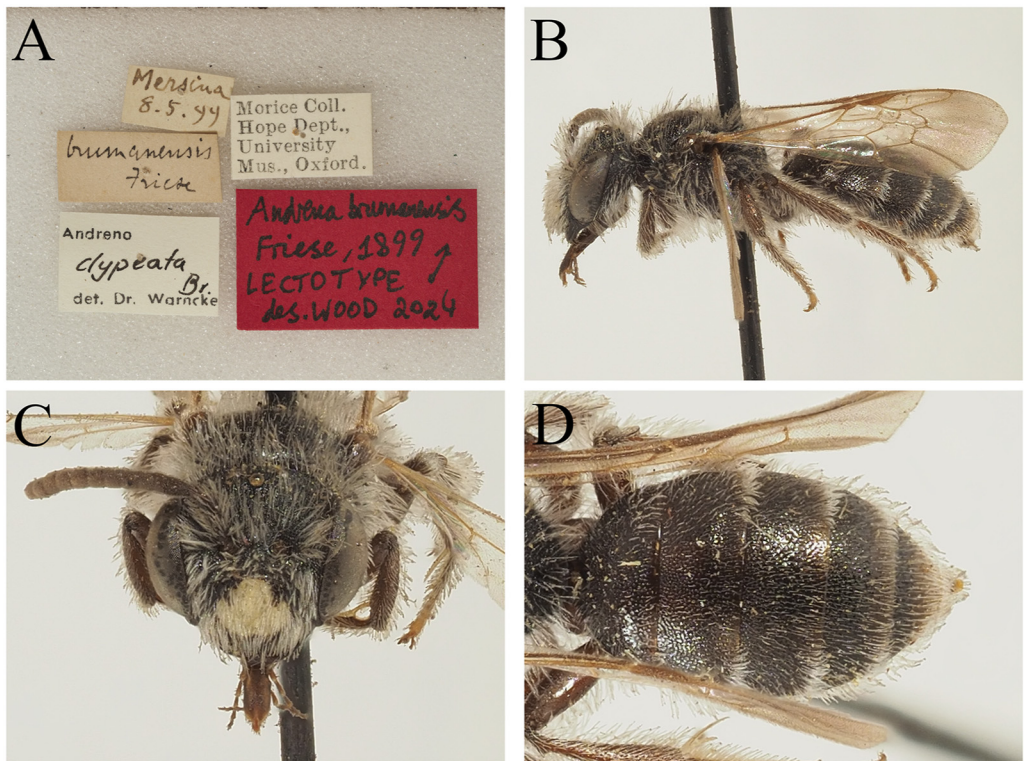 A
Mersina
8.5.99
Morice Coll.
Hope Dept.,
University
Mus., Oxford.
brumanensis
Friese
Andreno
clypeata
Br.
det. Dr. Warncke
Andrena brumanensis
Friese, 1899 ♂
LECTOTYPE
des. WOOD 2024
B
C
D